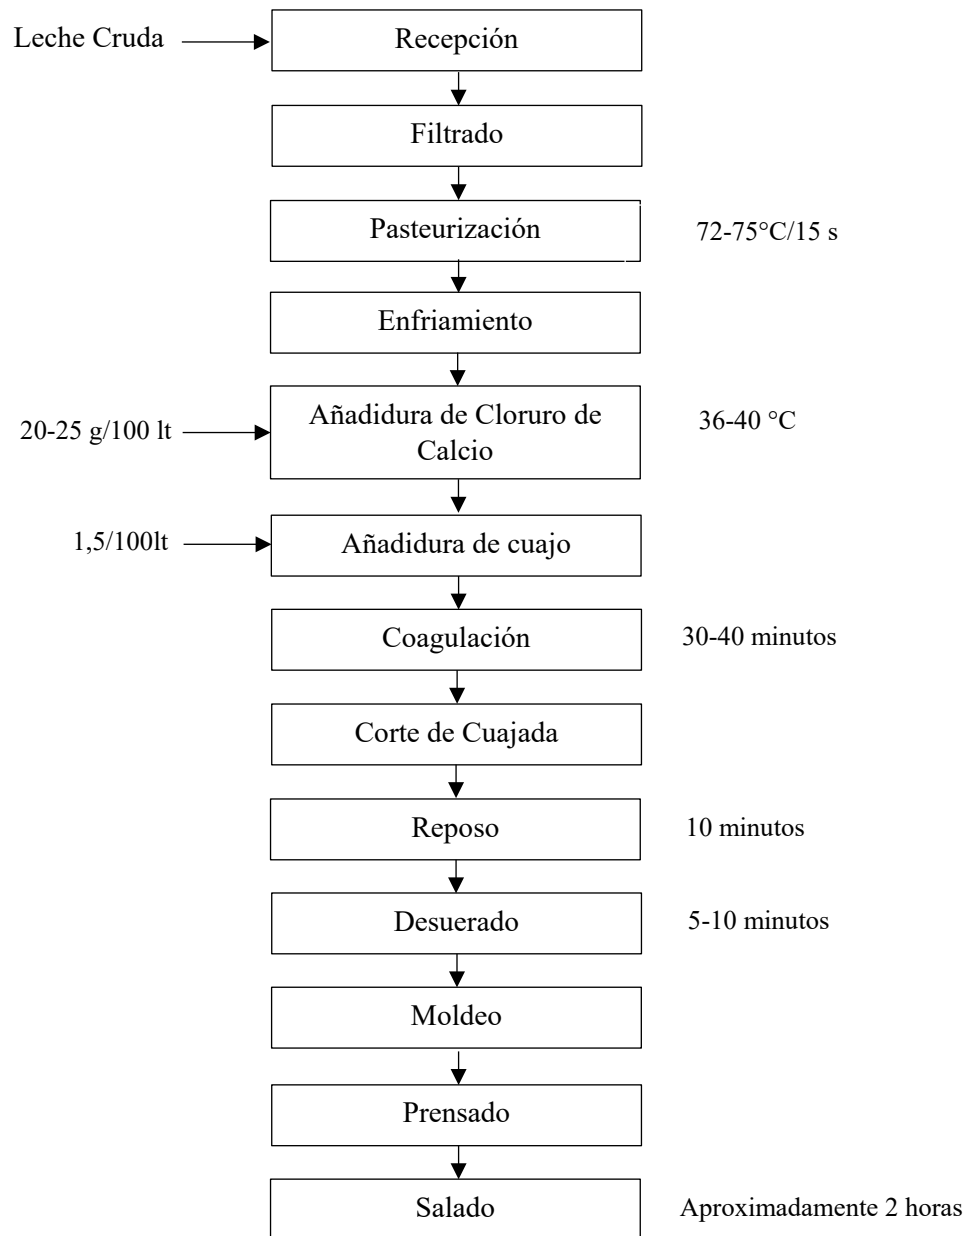 Leche Cruda
Recepción
Filtrado
Pasteurización
72-75°C/15 s
Enfriamiento
20-25 g/100 lt
Añadidura de Cloruro de
Calcio
36-40 °C
1,5/100lt
Añadidura de cuajo
Coagulación
30-40 minutos
Corte de Cuajada
Reposo
10 minutos
Desuerado
5-10 minutos
Moldeo
Prensado
Salado
Aproximadamente 2 horas